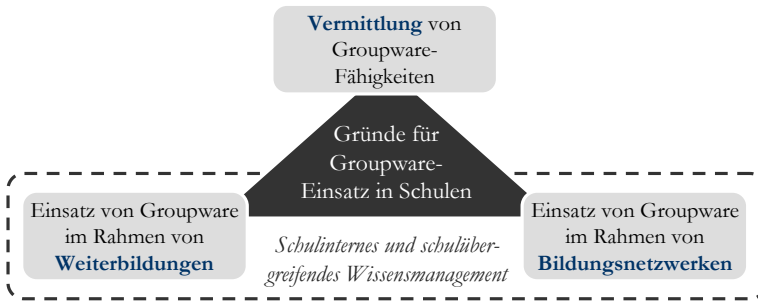 Vermittlung von
Groupware-
Fähigkeiten
Gründe für
Groupware-
Einsatz in Schulen
Einsatz von Groupware
im Rahmen von
Weiterbildungen
Schulinternes und schulüber-
greifendes Wissensmanagement
Einsatz von Groupware
im Rahmen von
Bildungsnetzwerken